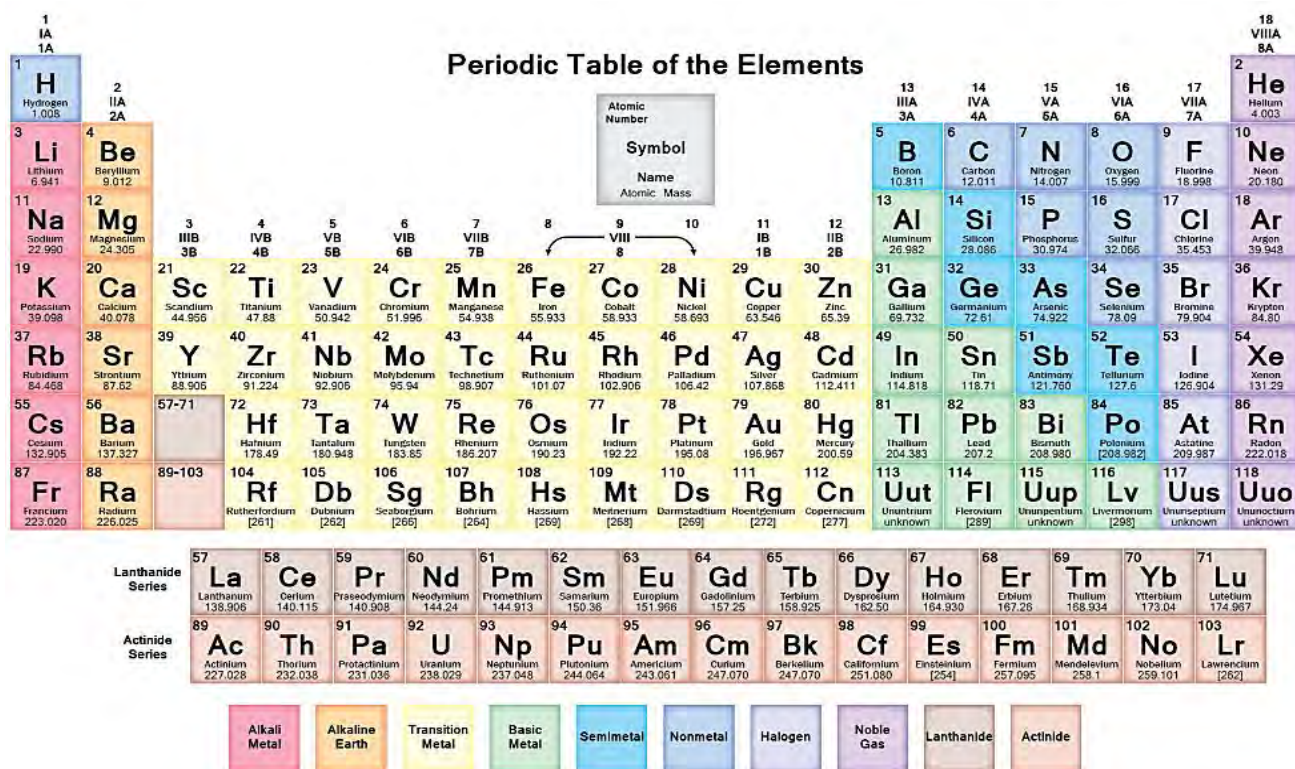 1 18
IA VIIIA
1A 8A
Periodic Table of the Elements
1 2
H He
Hydrogen Helium
1.008 4.003
2 13 14 15 16 17
IIA IIIA IVA VA VIA VIIA
2A 3A 4A 5A 6A 7A
Atomic
Number
Symbol
Name
Atomic Mass
3 4 5 6 7 8 9 10
Li Be B C N O F Ne
Lithium Beryllium Boron Carbon Nitrogen Oxygen Fluorine Neon
6.941 9.012 10.811 12.011 14.007 15.999 18.998 20.180
11 12 13 14 15 16 17 18
Na Mg Al Si P S Cl Ar
Sodium Magnesium Aluminum Silicon Phosphorus Sulfur Chlorine Argon
22.990 24.305 26.982 28.086 30.974 32.066 35.453 39.948
3 4 5 6 7 8 9 10 11 12
IIIB IVB VB VIB VIIB VIII IB IIB
3B 4B 5B 6B 7B 8 1B 2B
19 20 21 22 23 24 25 26 27 28 29 30 31 32 33 34 35 36
K Ca Sc Ti V Cr Mn Fe Co Ni Cu Zn Ga Ge As Se Br Kr
Potassium Calcium Scandium Titanium Vanadium Chromium Manganese Iron Cobalt Nickel Copper Zinc Gallium Germanium Arsenic Selenium Bromine Krypton
39.098 40.078 44.956 47.88 50.942 51.996 54.938 55.933 58.933 58.693 63.546 65.39 69.732 72.61 74.922 78.09 79.904 84.80
37 38 39 40 41 42 43 44 45 46 47 48 49 50 51 52 53 54
Rb Sr Y Zr Nb Mo Tc Ru Rh Pd Ag Cd In Sn Sb Te I Xe
Rubidium Strontium Yttrium Zirconium Niobium Molybdenum Technetium Ruthenium Rhodium Palladium Silver Cadmium Indium Tin Antimony Tellurium Iodine Xenon
84.468 87.62 88.906 91.224 92.906 95.94 98.907 101.07 102.906 106.42 107.868 112.411 114.818 118.71 121.760 127.6 126.904 131.29
55 56 57-71 72 73 74 75 76 77 78 79 80 81 82 83 84 85 86
Cs Ba Hf Ta W Re Os Ir Pt Au Hg Tl Pb Bi Po At Rn
Cesium Barium Hafnium Tantalum Tungsten Rhenium Osmium Iridium Platinum Gold Mercury Thallium Lead Bismuth Polonium Astatine Radon
132.905 137.327 178.49 180.948 183.85 186.207 190.23 192.22 195.08 196.967 200.59 204.383 207.2 208.980 [208.982] 209.987 222.018
87 88 89-103 104 105 106 107 108 109 110 111 112 113 114 115 116 117 118
Fr Ra Rf Db Sg Bh Hs Mt Ds Rg Cn Uut Fl Uup Lv Uus Uuo
Francium Radium Rutherfordium Dubnium Seaborgium Bohrium Hassium Meitnerium Darmstadtium Roentgenium Copernicium Ununtrium Flerovium Ununpentium Livermorium Ununseptium Ununoctium
223.020 226.025 [261] [262] [266] [264] [269] [268] [269] [272] [277] unknown [289] unknown [298] unknown unknown
Lanthanide
Series
57 58 59 60 61 62 63 64 65 66 67 68 69 70 71
La Ce Pr Nd Pm Sm Eu Gd Tb Dy Ho Er Tm Yb Lu
Lanthanum Cerium Praseodymium Neodymium Promethium Samarium Europium Gadolinium Terbium Dysprosium Holmium Erbium Thulium Ytterbium Lutetium
138.906 140.115 140.908 144.24 144.913 150.36 151.966 157.25 158.925 162.50 164.930 167.26 168.934 173.04 174.967
Actinide
Series
89 90 91 92 93 94 95 96 97 98 99 100 101 102 103
Ac Th Pa U Np Pu Am Cm Bk Cf Es Fm Md No Lr
Actinium Thorium Protactinium Uranium Neptunium Plutonium Americium Curium Berkelium Californium Einsteinium Fermium Mendelevium Nobelium Lawrencium
227.028 232.038 231.036 238.029 237.048 244.064 243.061 247.070 247.070 251.080 [254] 257.095 258.1 259.101 [262]
Alkali Alkaline Transition Basic Semimetal Nonmetal Halogen Noble Lanthanide Actinide
Metal Earth Metal Metal Gas